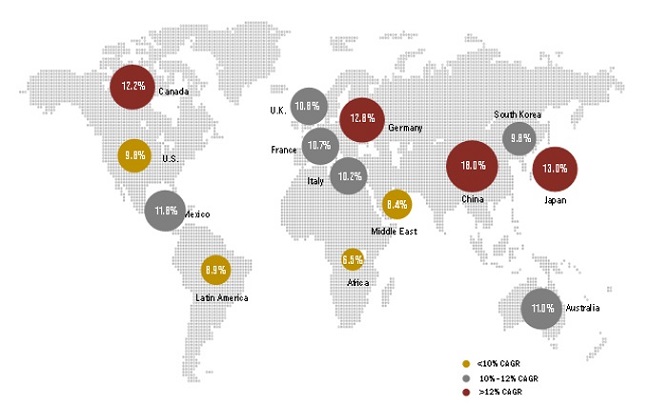 12.2%
Canada
U.K.
10.8%
12.8%
Germany
South Korea
9.8%
9.8%
U.S.
France
10.7%
Italy
10.2%
18.0%
China
13.0%
Japan
11.8%
Mexico
8.4%
Middle East
6.5%
Africa
8.9%
Latin America
11.0%
Australia
<10% CAGR
10%-12% CAGR
>12% CAGR